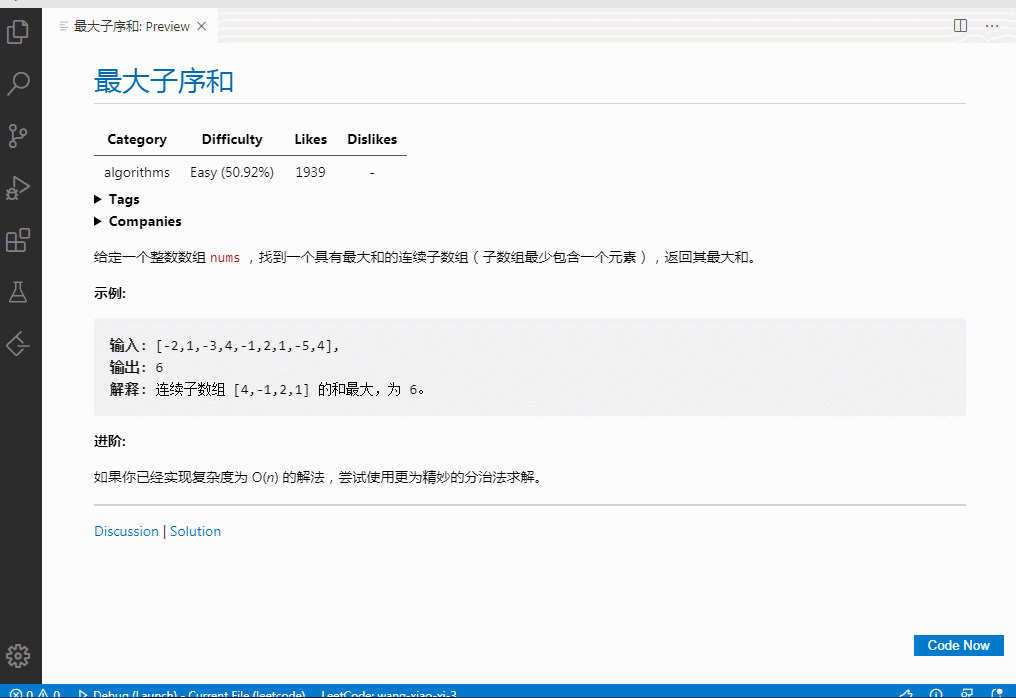 最大子序和: Preview
最大子序和
Category Difficulty Likes Dislikes
algorithms Easy (50.92%) 1939 -
Tags
Companies
给定一个整数数组 nums ，找到一个具有最大和的连续子数组（子数组最少包含一个元素），返回其最大和。
示例:
输入: [-2,1,-3,4,-1,2,1,-5,4],
输出: 6
解释: 连续子数组 [4,-1,2,1] 的和最大，为 6。
进阶:
如果你已经实现复杂度为 O(n) 的解法，尝试使用更为精妙的分治法求解。
Discussion | Solution
Code Now
0 0 Debug (Launch) - Current File (leetcode) LeetCode: wang-xiao-xi-3